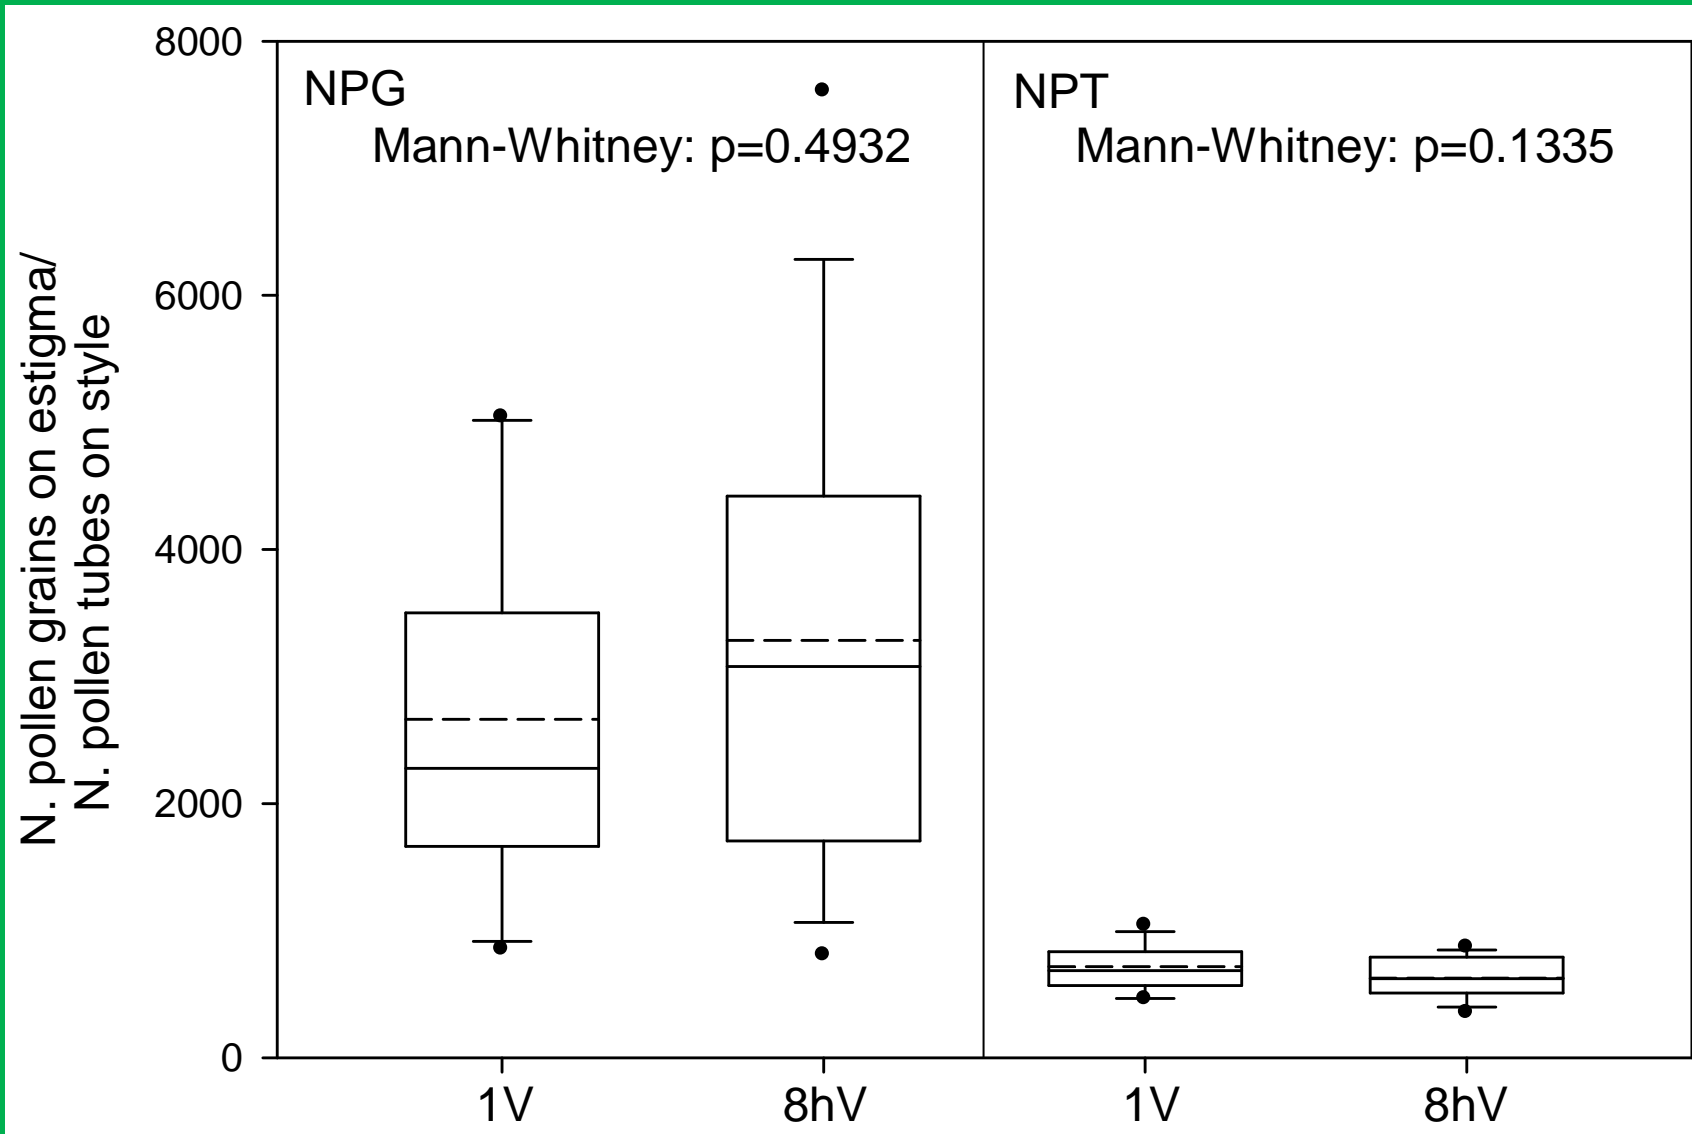 8000
6000
4000
2000
0
N. pollen grains on estigma/
N. pollen tubes on style
NPG
Mann-Whitney: p=0.4932
NPT
Mann-Whitney: p=0.1335
1V
8hV
1V
8hV